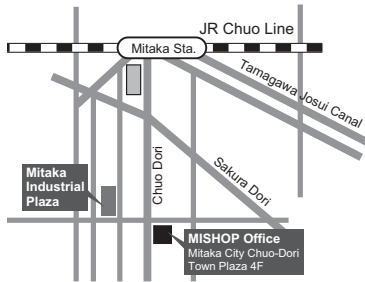 JR Chuo Line
Mitaka Sta.
Tamagawa Josui Canal
Chuo Dori
Sakura Dori
Mitaka
Industrial
Plaza
MISHOP Office
Mitaka City Chuo-Dori
Town Plaza 4F